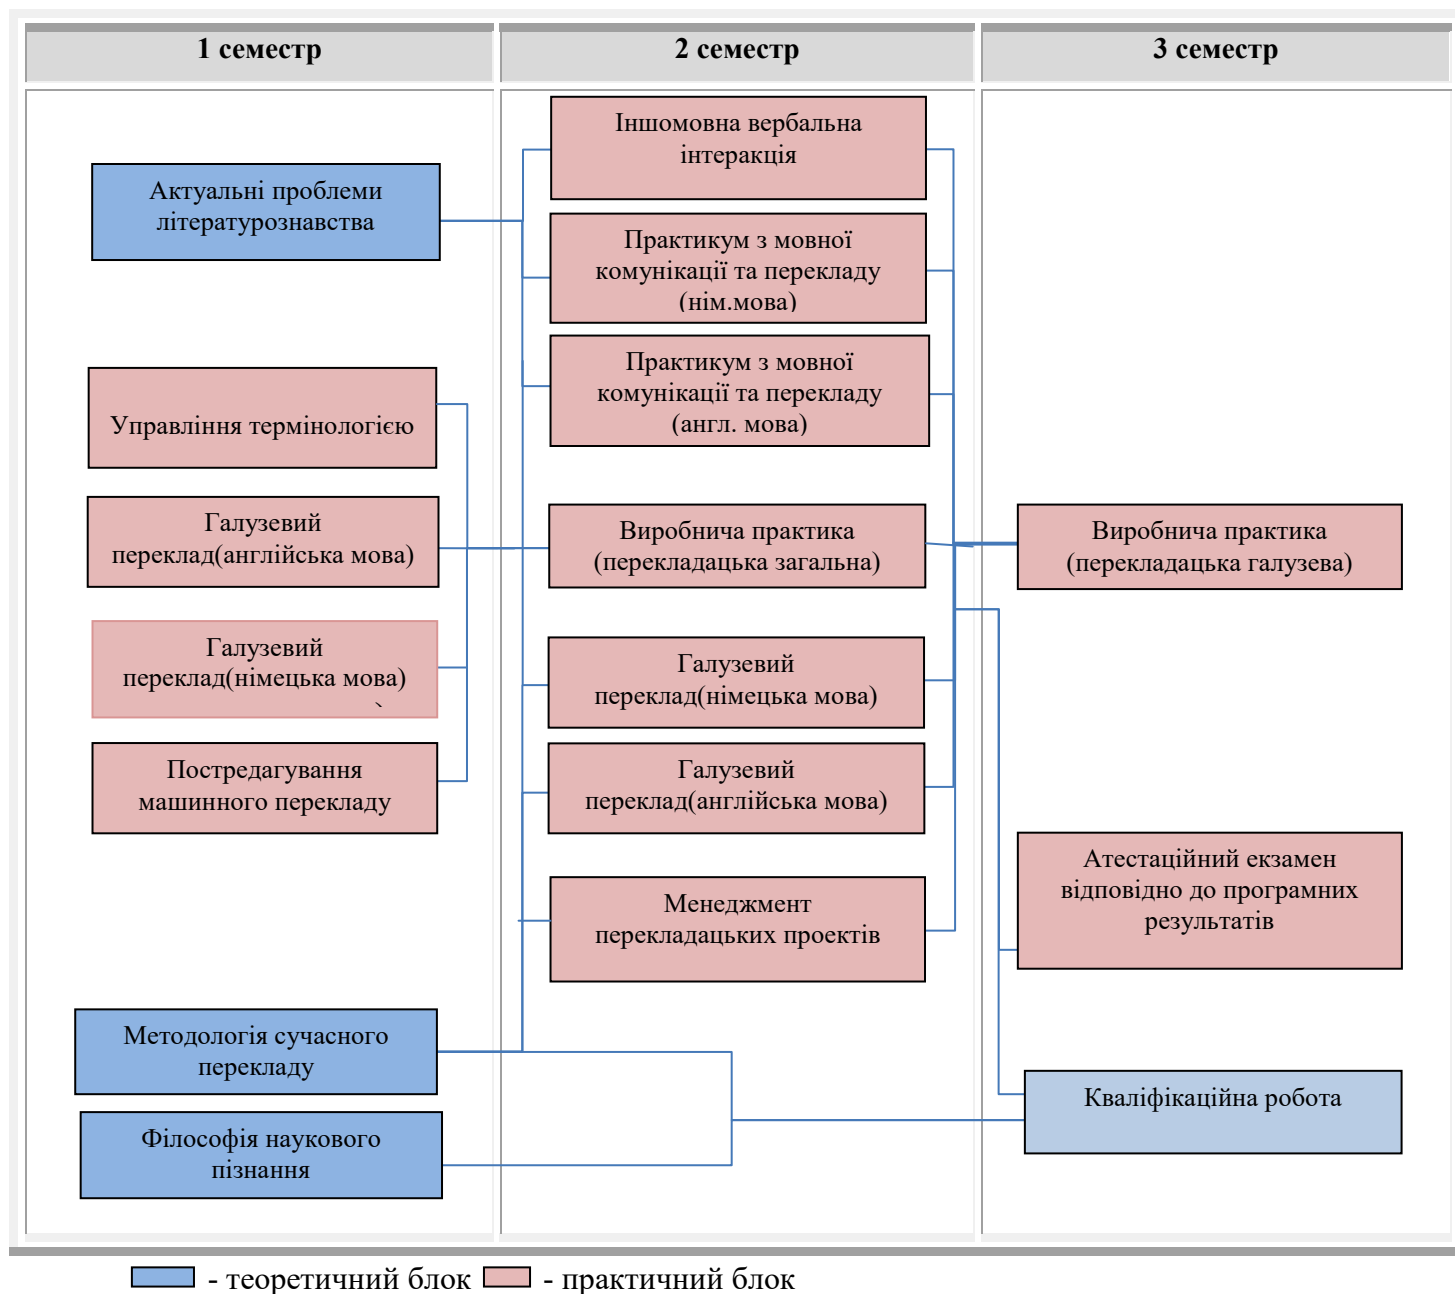 1 семестр
2 семестр
3 семестр
Актуальні проблеми
літературознавства
Управління термінологією
Галузевий
переклад(англійська мова)
Галузевий
переклад(німецька мова)
Постредагування
машинного перекладу
Методологія сучасного
перекладу
Філософія наукового
пізнання
Іншомовна вербальна
інтеракція
Практикум з мовної
комунікації та перекладу
(нім.мова)
Практикум з мовної
комунікації та перекладу
(англ. мова)
Виробнича практика
(перекладацька загальна)
Галузевий
переклад(німецька мова)
Галузевий
переклад(англійська мова)
Менеджмент
перекладацьких проектів
Виробнича практика
(перекладацька галузева)
Атестаційний екзамен
відповідно до програмних
результатів
Кваліфікаційна робота
- теоретичний блок - практичний блок